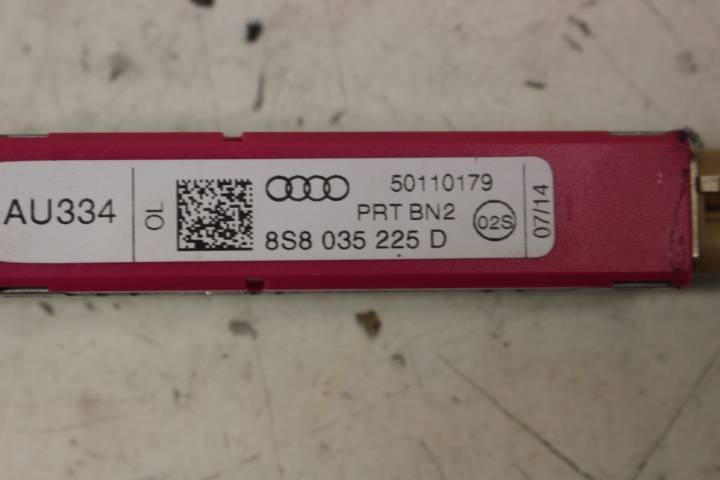 AU334
OL
50110179
PRT BN2
02S
8S8 035 225 D
07/14